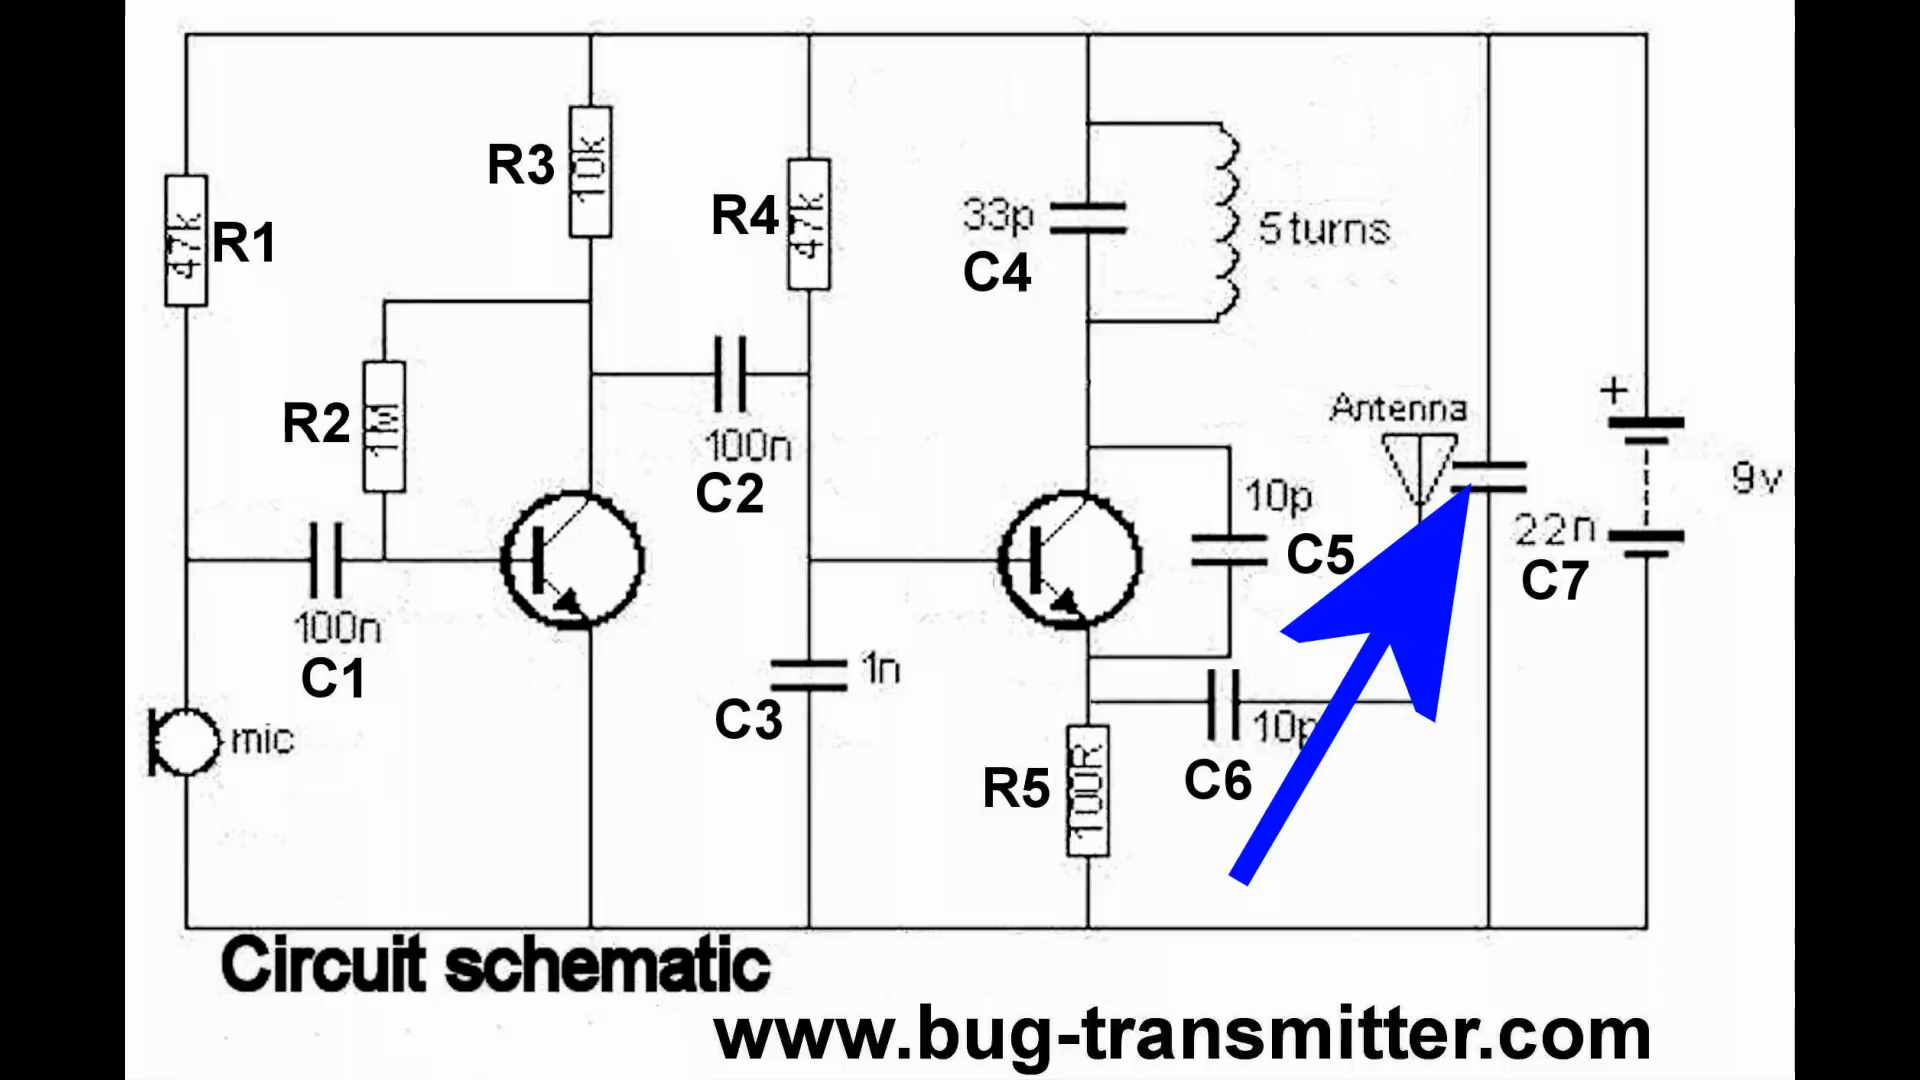 R1
47k
R2
1M
R3
10k
R4
47k
33p
C4
5 turns
100n
C1
100n
C2
mic
1n
C3
10p
C5
10p
C6
R5
100R
Antenna
22n
C7
+
9v
Circuit schematic
www.bug-transmitter.com